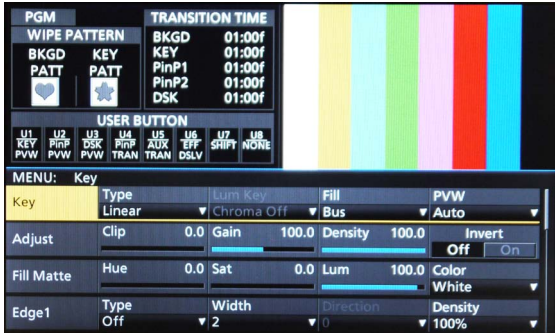 PGM
WIPE PATTERN
BKGD KEY
PATT PATT
TRANSITION TIME
BKGD 01:00f
KEY 01:00f
PinP1 01:00f
PinP2 01:00f
DSK 01:00f
USER BUTTON
U1 U2 U3 U4 U5 U6 U7 U8
KEY PinP DSK PinP AUX EFF SHIFT NONE
PVW PVW PVW TRAN TRAN DSLV
MENU: Key
Key
Type Lum Key Fill PVW
Linear Chroma Off Bus Auto
Adjust
Clip 0.0 Gain 100.0 Density 100.0 Invert
Off On
Fill Matte
Hue 0.0 Sat 0.0 Lum 100.0 Color
White
Edge1
Type Width Direction Density
Off 2 0 100%